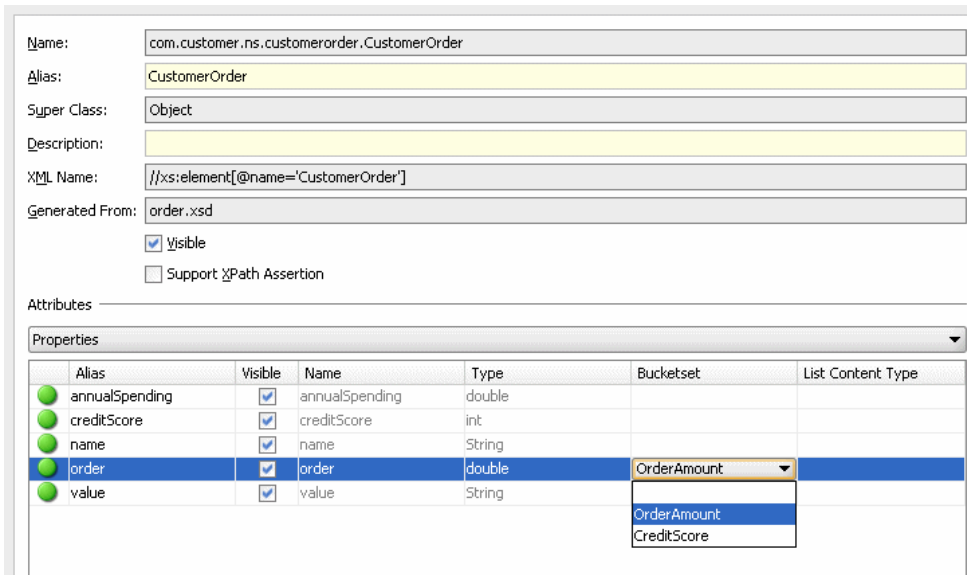 Name: com.customer.ns.customerorder.CustomerOrder
Alias: CustomerOrder
Super Class: Object
Description:
XML Name: //xs:element[@name='CustomerOrder']
Generated From: order.xsd
Visible
Support XPath Assertion
Attributes
Properties
Alias Visible Name Type Bucketset List Content Type
annualSpending annualSpending double
creditScore creditScore int
name name String
order order double OrderAmount
value value String
OrderAmount
CreditScore